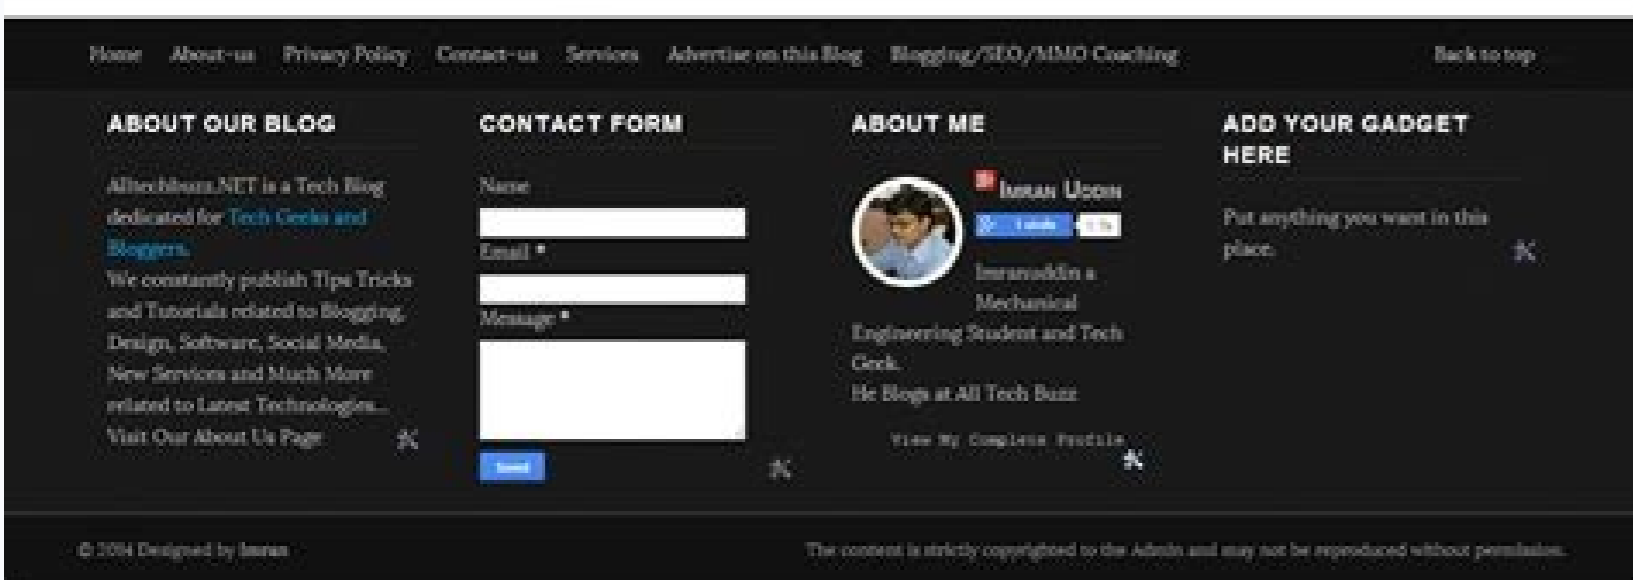 Home About-us Privacy Policy Contact-us Services Advertise on this Blog Blogging/SEO/MMO Coaching Back to top
ABOUT OUR BLOG
Alltechbuzz.NET is a Tech Blog
dedicated for Tech Geeks and
Bloggers.
We constantly publish Tips Tricks
and Tutorials related to Blogging,
Design, Software, Social Media,
New Services and Much More
related to Latest Technologies...
Visit Our About Us Page
CONTACT FORM
Name
Email *
Message *
Send
ABOUT ME
Imran Uddin
Imranuddin a
Mechanical
Engineering Student and Tech
Geek.
He Blogs at All Tech Buzz
View My Complete Profile
ADD YOUR GADGET
HERE
Put anything you want in this
place.
© 2014 Designed by Imran
The content is strictly copyrighted to the Admin and may not be reproduced without permission.